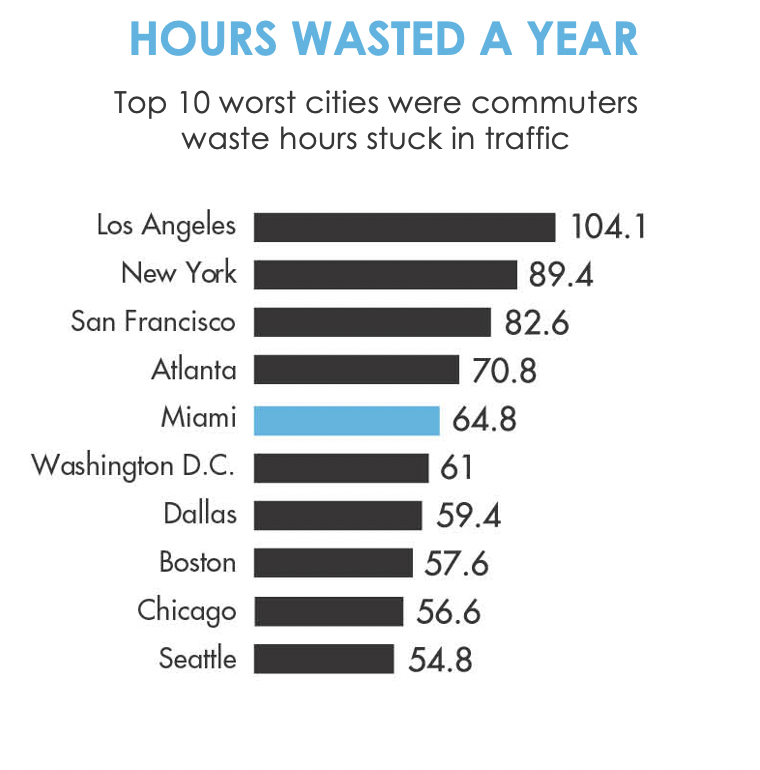 HOURS WASTED A YEAR
Top 10 worst cities were commuters
waste hours stuck in traffic
Los Angeles 104.1
New York 89.4
San Francisco 82.6
Atlanta 70.8
Miami 64.8
Washington D.C. 61
Dallas 59.4
Boston 57.6
Chicago 56.6
Seattle 54.8